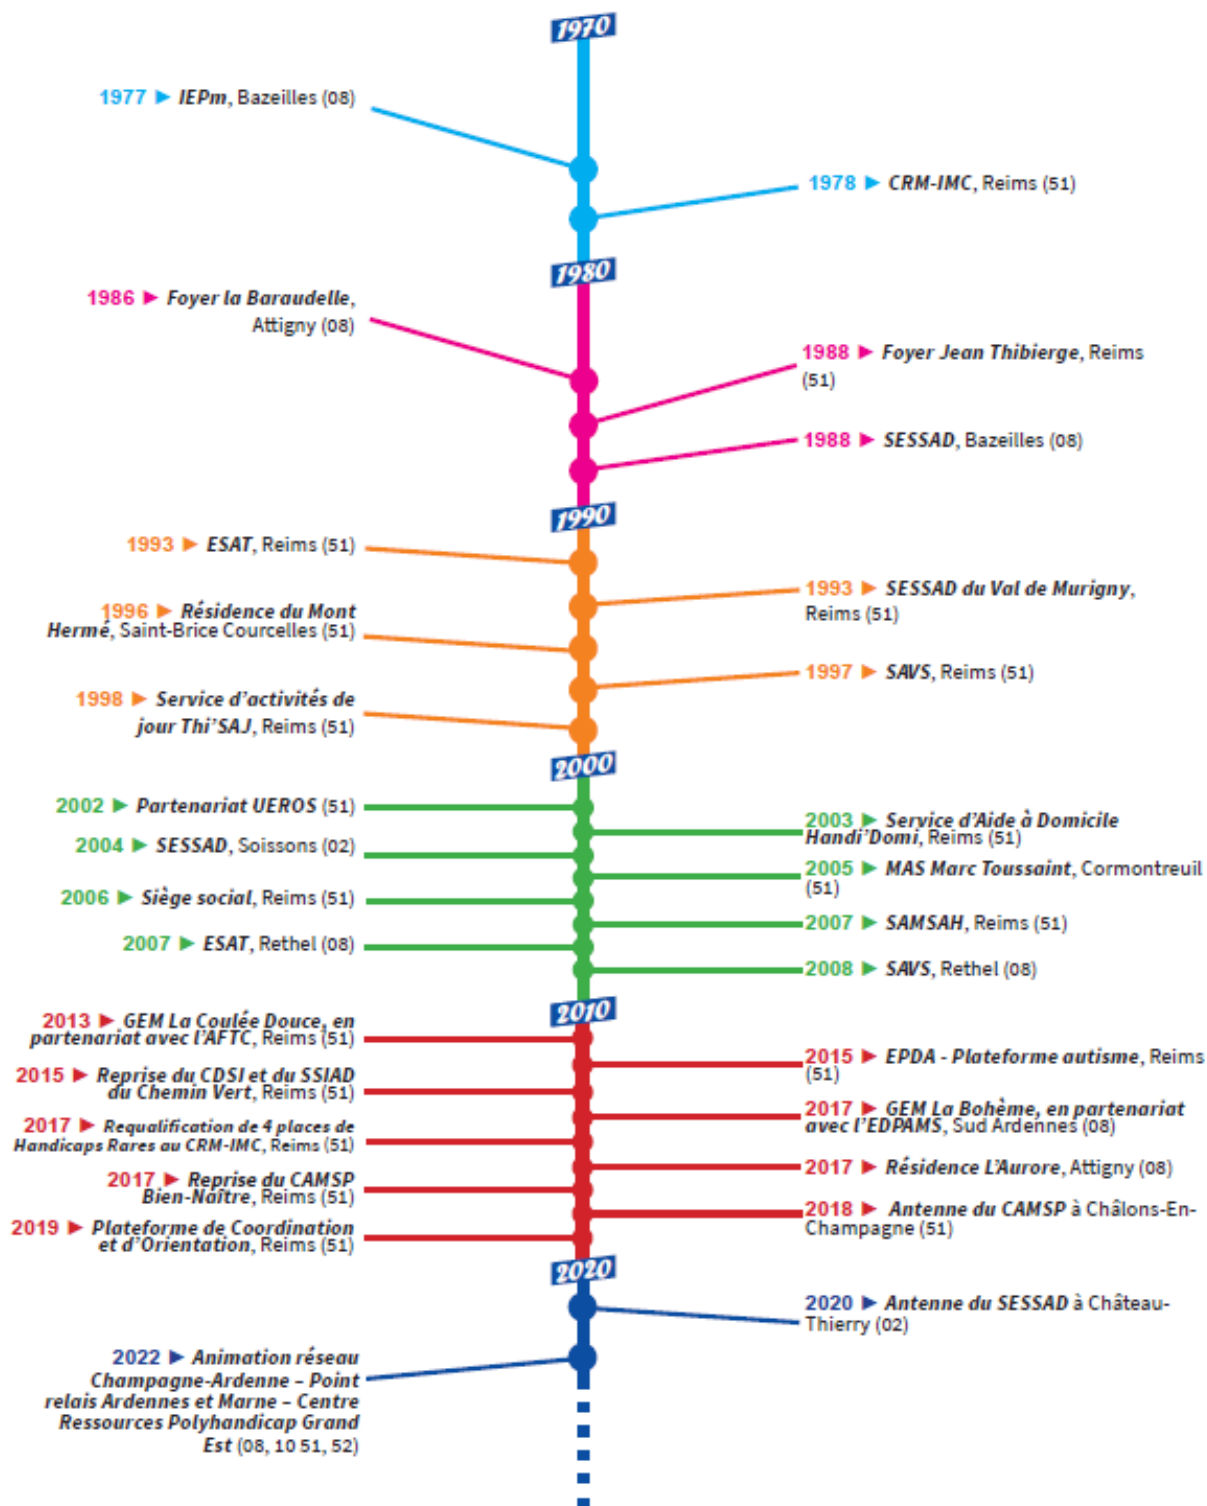 1970
1977 ► IEPm, Bazeilles (08)
1978 ► CRM-IMC, Reims (51)
1980
1986 ► Foyer la Baraudelle,
Attigny (08)
1988 ► Foyer Jean Thibierge, Reims
(51)
1988 ► SESSAD, Bazeilles (08)
1990
1993 ► ESAT, Reims (51)
1993 ► SESSAD du Val de Murigny,
Reims (51)
1996 ► Résidence du Mont
Hermé, Saint-Brice Courcelles (51)
1997 ► SAVS, Reims (51)
1998 ► Service d'activités de
jour Thi'SAJ, Reims (51)
2000
2002 ► Partenariat UEROS (51)
2003 ► Service d'Aide à Domicile
Handi'Domi, Reims (51)
2004 ► SESSAD, Soissons (02)
2005 ► MAS Marc Toussaint, Cormontreuil
(51)
2006 ► Siège social, Reims (51)
2007 ► SAMSAH, Reims (51)
2007 ► ESAT, Rethel (08)
2008 ► SAVS, Rethel (08)
2010
2013 ► GEM La Coulée Douce, en
partenariat avec l'AFTC, Reims (51)
2015 ► EPDA - Plateforme autisme, Reims
(51)
2015 ► Reprise du CDSI et du SSIAD
du Chemin Vert, Reims (51)
2017 ► GEM La Bohème, en partenariat
avec l'EDPAMS, Sud Ardennes (08)
2017 ► Requalification de 4 places de
Handicaps Rares au CRM-IMC, Reims (51)
2017 ► Résidence L'Aurore, Attigny (08)
2017 ► Reprise du CAMSP
Bien-Naître, Reims (51)
2018 ► Antenne du CAMSP à Châlons-En-
Champagne (51)
2019 ► Plateforme de Coordination
et d'Orientation, Reims (51)
2020
2020 ► Antenne du SESSAD à Château-
Thierry (02)
2022 ► Animation réseau
Champagne-Ardenne – Point
relais Ardennes et Marne – Centre
Ressources Polyhandicap Grand
Est (08, 10 51, 52)